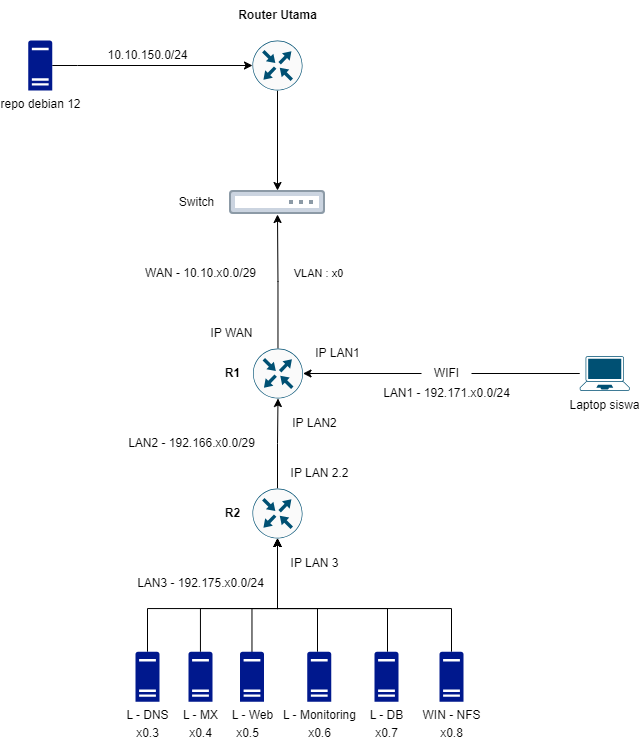 Router Utama
10.10.150.0/24
repo debian 12
Switch
WAN - 10.10.x0.0/29
VLAN : x0
IP WAN
IP LAN1
R1
WIFI
LAN1 - 192.171.x0.0/24
Laptop siswa
IP LAN2
LAN2 - 192.166.x0.0/29
IP LAN 2.2
R2
IP LAN 3
LAN3 - 192.175.x0.0/24
L - DNS
x0.3
L - MX
x0.4
L - Web
x0.5
L - Monitoring
x0.6
L - DB
x0.7
WIN - NFS
x0.8